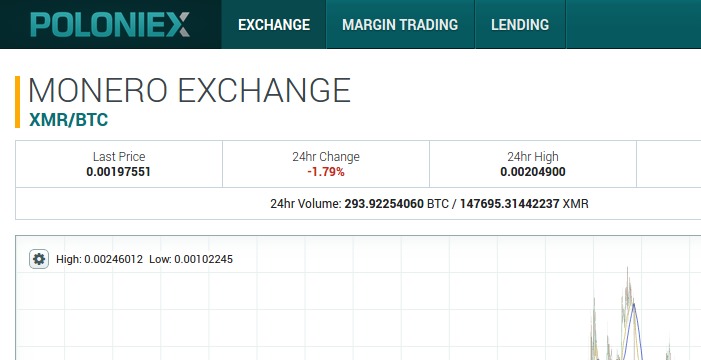 POLONIEX EXCHANGE MARGIN TRADING LENDING
MONERO EXCHANGE
XMR/BTC
Last Price 24hr Change 24hr High
0.00197551 -1.79% 0.00204900
24hr Volume: 293.92254060 BTC / 147695.31442237 XMR
High: 0.00246012 Low: 0.00102245